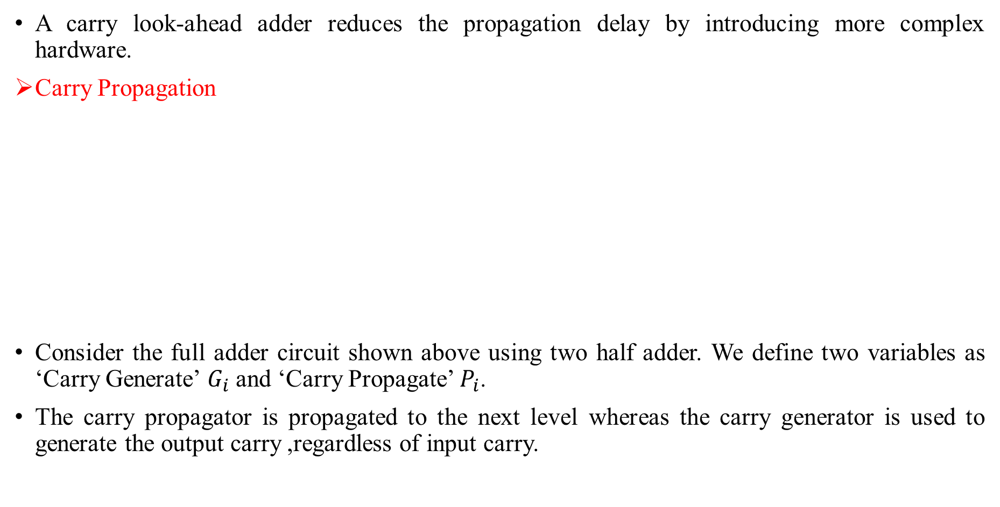 • A carry look-ahead adder reduces the propagation delay by introducing more complex
hardware.
➢Carry Propagation
• Consider the full adder circuit shown above using two half adder. We define two variables as
‘Carry Generate’ 𝐺𝑖 and ‘Carry Propagate’ 𝑃𝑖.
• The carry propagator is propagated to the next level whereas the carry generator is used to
generate the output carry ,regardless of input carry.